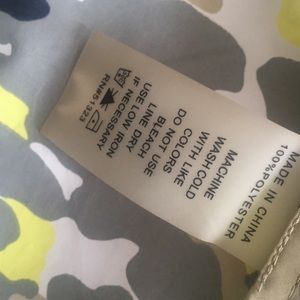 100%POLYESTER
MADE IN CHINA
MACHINE
WASH COLD
WITH LIKE
COLORS
DO NOT USE
BLEACH
LINE DRY
USE LOW IRON
IF NECESSARY
RN#51323